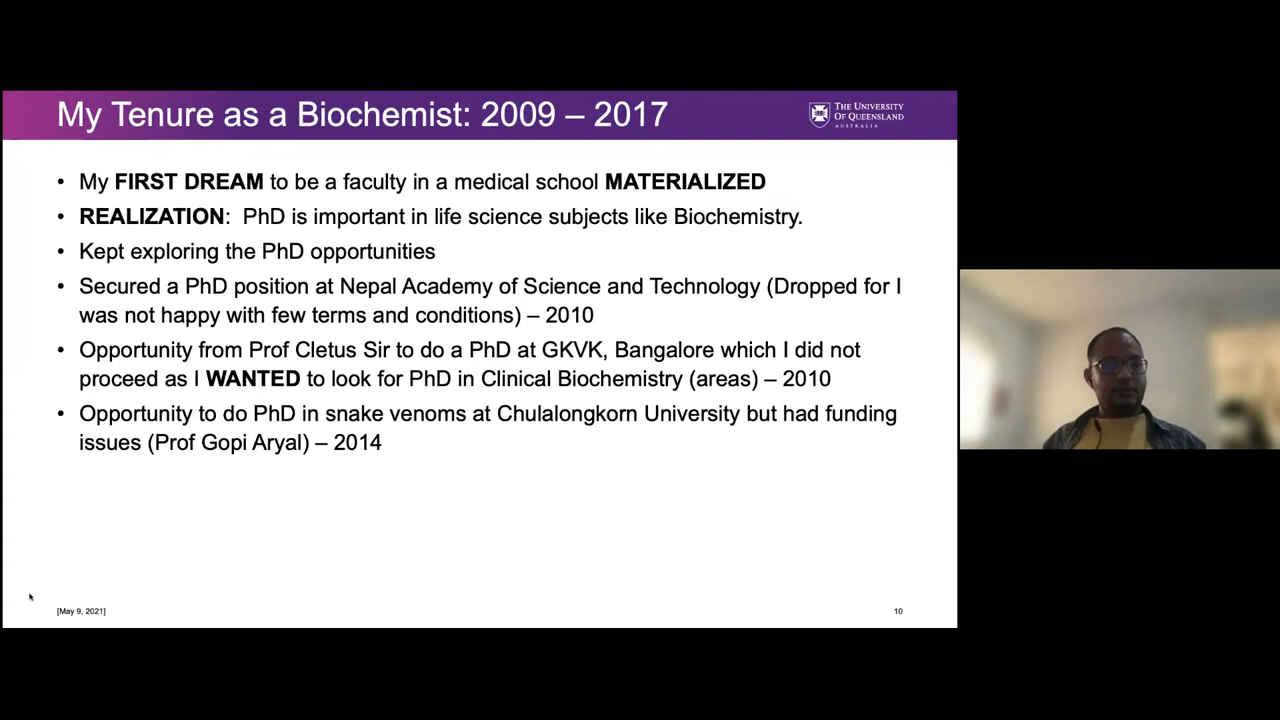 My Tenure as a Biochemist: 2009 – 2017
THE UNIVERSITY
OF QUEENSLAND
AUSTRALIA
• My FIRST DREAM to be a faculty in a medical school MATERIALIZED
• REALIZATION: PhD is important in life science subjects like Biochemistry.
• Kept exploring the PhD opportunities
• Secured a PhD position at Nepal Academy of Science and Technology (Dropped for I
was not happy with few terms and conditions) – 2010
• Opportunity from Prof Cletus Sir to do a PhD at GKVK, Bangalore which I did not
proceed as I WANTED to look for PhD in Clinical Biochemistry (areas) – 2010
• Opportunity to do PhD in snake venoms at Chulalongkorn University but had funding
issues (Prof Gopi Aryal) – 2014
[May 9, 2021]
10